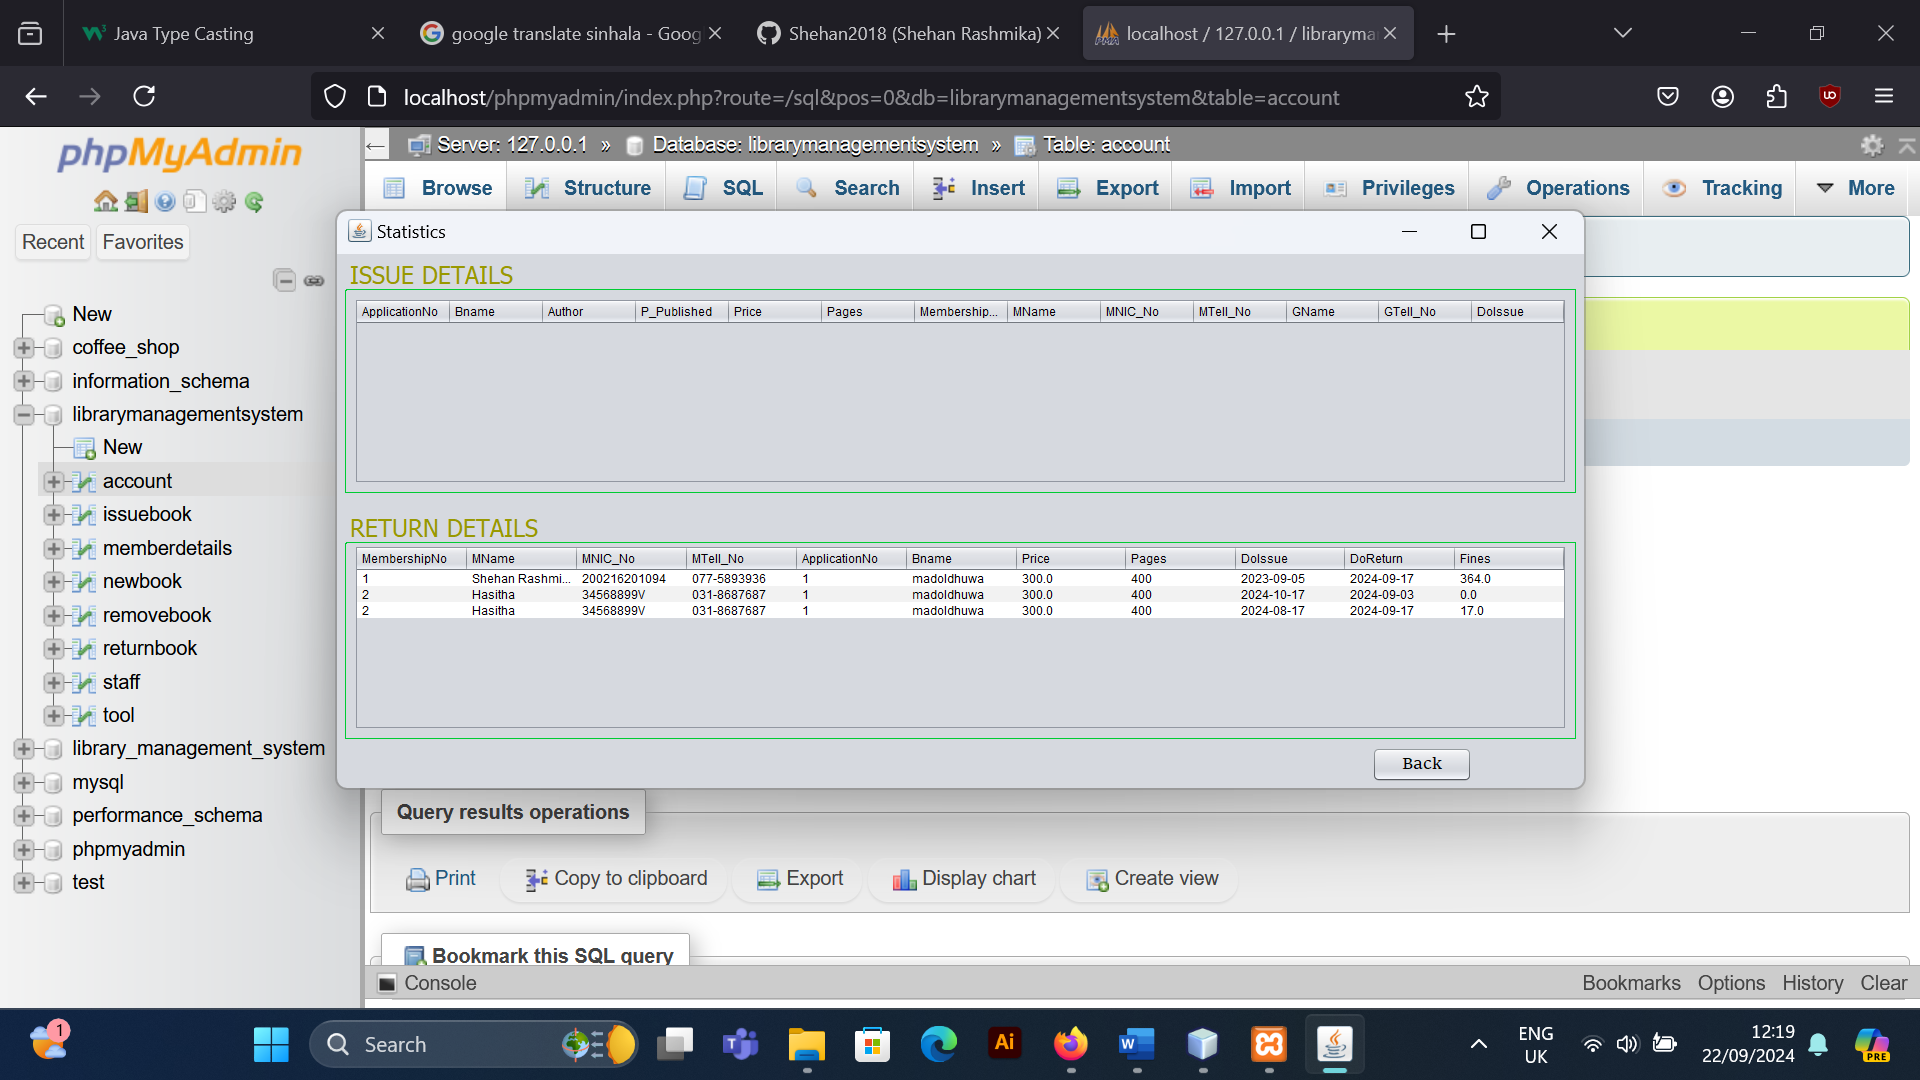 Java Type Casting
google translate sinhala - Goog
Shehan2018 (Shehan Rashmika)
localhost / 127.0.0.1 / libraryma
localhost/phpmyadmin/index.php?route=/sql&pos=0&db=librarymanagementsystem&table=account
phpMyAdmin
Server: 127.0.0.1 » Database: librarymanagementsystem » Table: account
Browse Structure SQL Search Insert Export Import Privileges Operations Tracking More
Recent Favorites
New
coffee_shop
information_schema
librarymanagementsystem
New
account
issuebook
memberdetails
newbook
removebook
returnbook
staff
tool
library_management_system
mysql
performance_schema
phpmyadmin
test
Statistics
ISSUE DETAILS
ApplicationNo Bname Author P_Published Price Pages Membership... MName MNIC_No MTell_No GName GTell_No DoIssue
RETURN DETAILS
MembershipNo MName MNIC_No MTell_No ApplicationNo Bname Price Pages DoIssue DoReturn Fines
1 Shehan Rashmi... 200216201094 077-5893936 1 madoldhuwa 300.0 400 2023-09-05 2024-09-17 364.0
2 Hasitha 34568899V 031-8687687 1 madoldhuwa 300.0 400 2024-10-17 2024-09-03 0.0
2 Hasitha 34568899V 031-8687687 1 madoldhuwa 300.0 400 2024-08-17 2024-09-17 17.0
Back
Query results operations
Print Copy to clipboard Export Display chart Create view
Bookmark this SQL query
Console
Bookmarks Options History Clear
1
Search
T
Ai
W
ENG
UK
12:19
22/09/2024
PRE